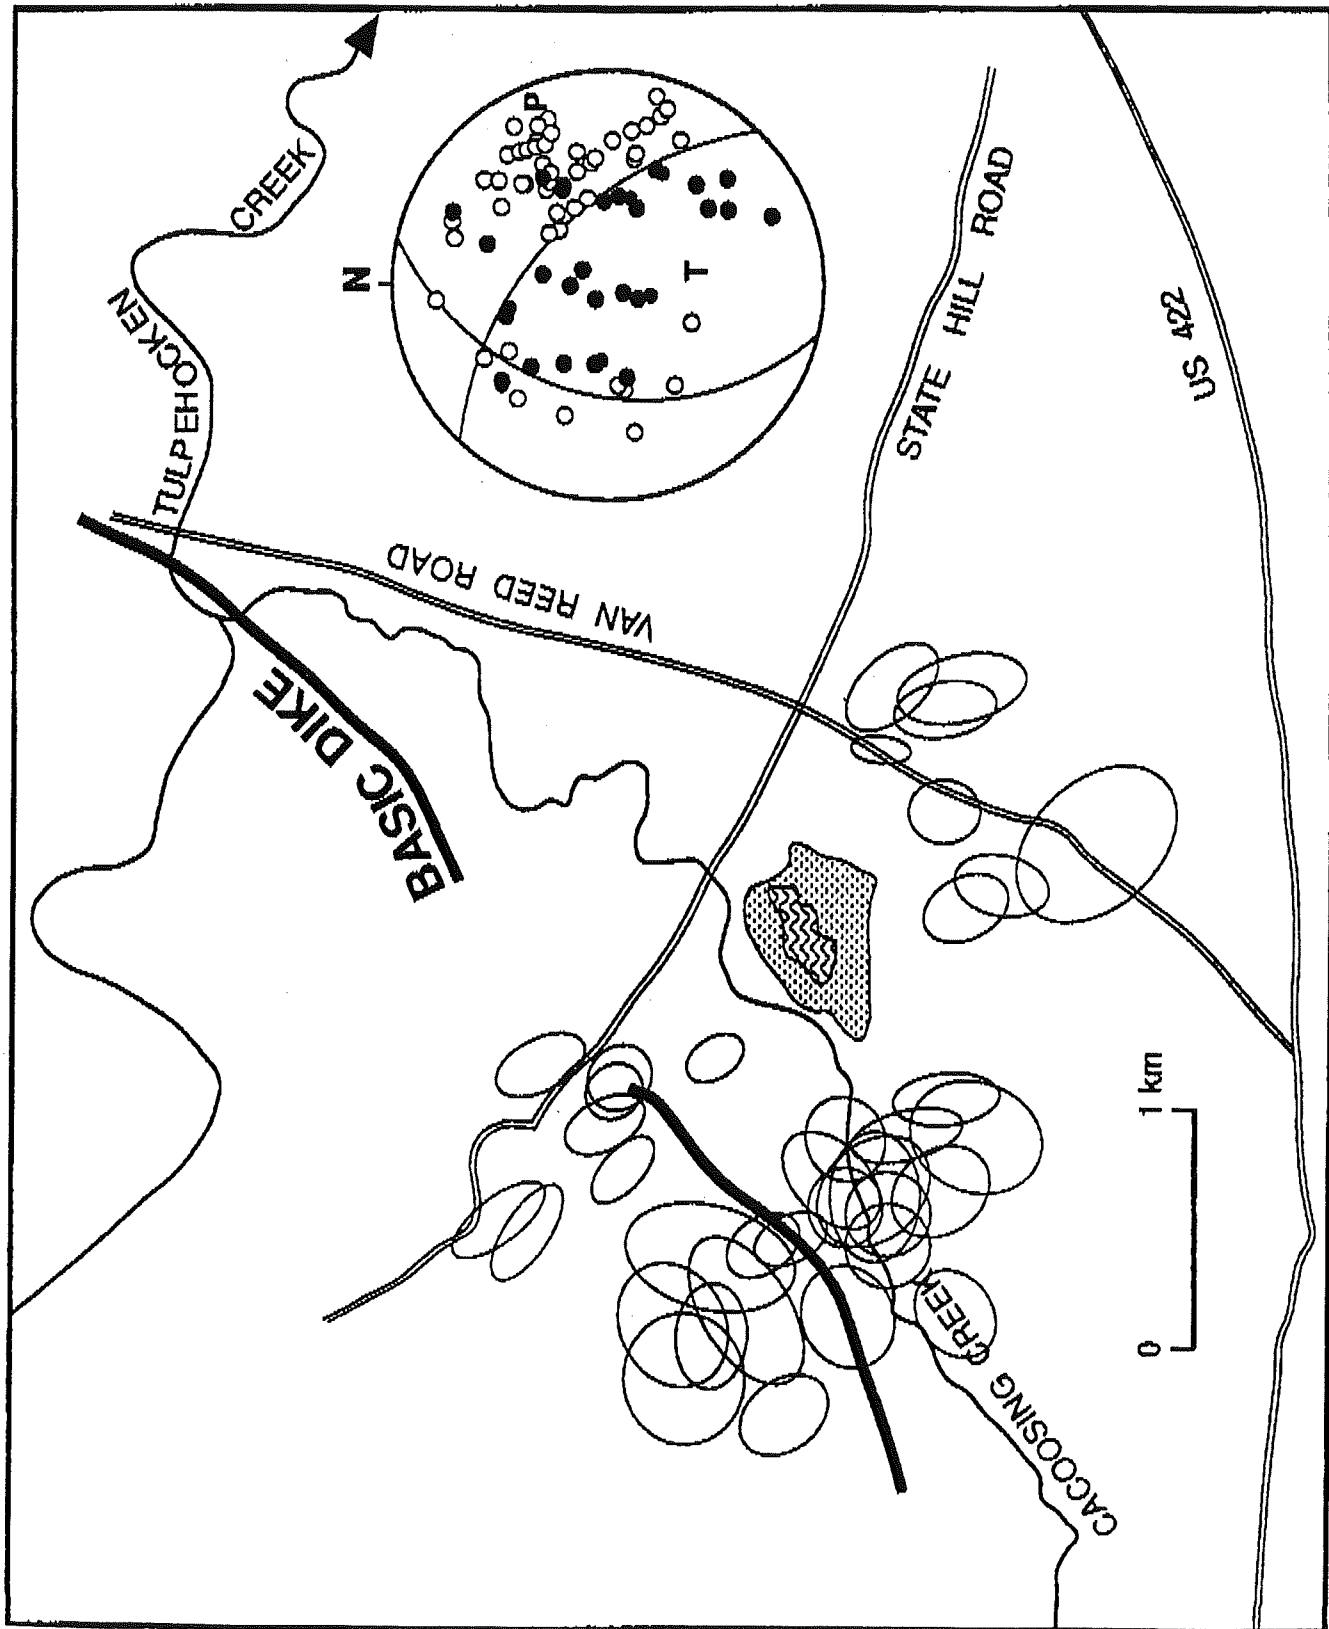 TULPEHOCKEN
CREEK
BASIC DIKE
N
P
T
VAN REED ROAD
STATE HILL ROAD
US 422
CACOOSING CREEK
0
1 km